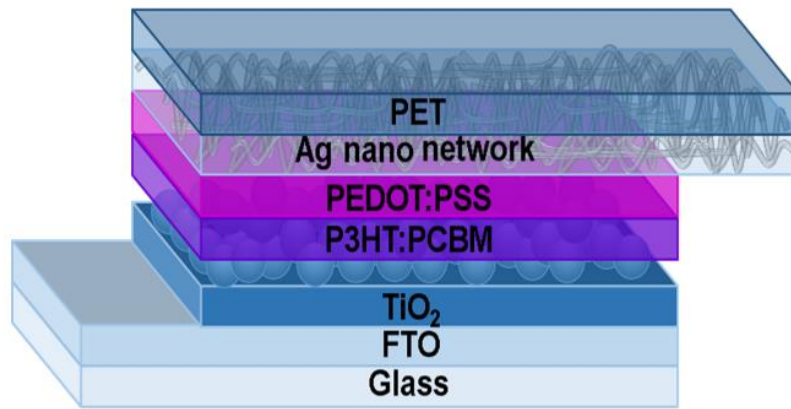 PET
Ag nano network
PEDOT:PSS
P3HT:PCBM
TiO₂
FTO
Glass